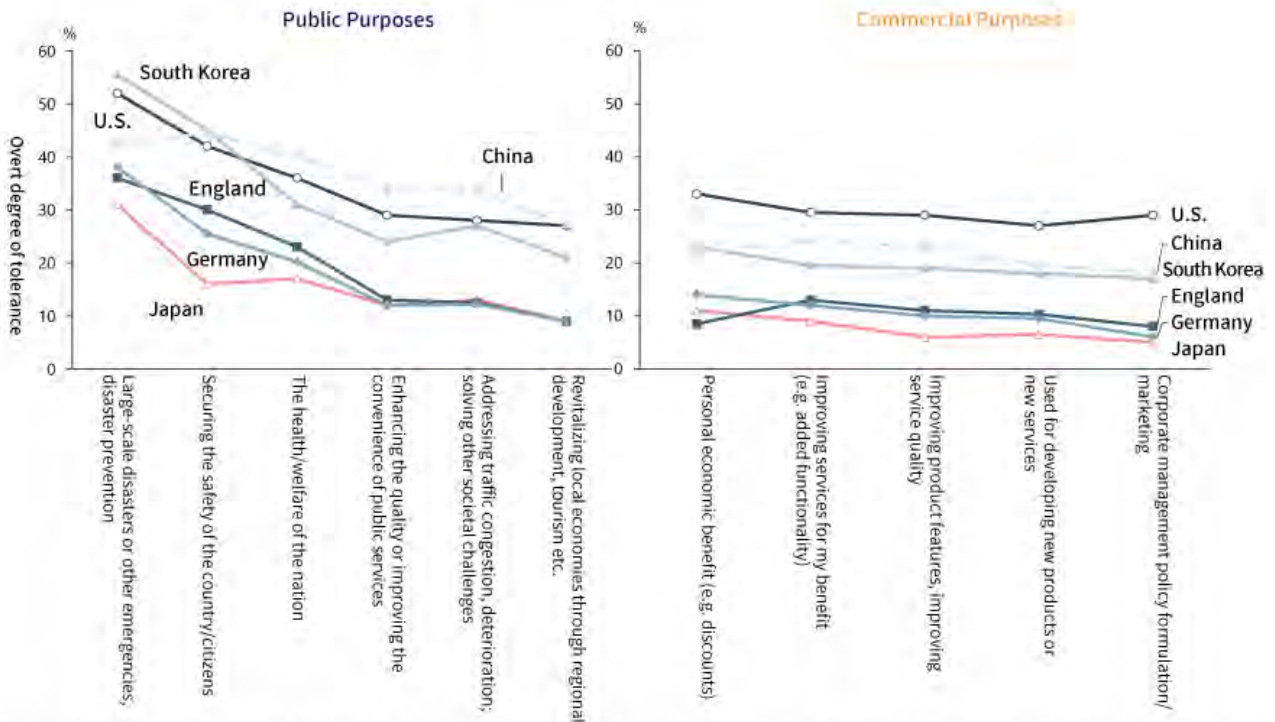 Public Purposes
Commercial Purposes
%
60
50
40
30
20
10
0
Overt degree of tolerance
South Korea
U.S.
China
England
Germany
Japan
Large-scale disasters or other emergencies,
disaster prevention
Securing the safety of the country/citizens
The health/welfare of the nation
Enhancing the quality or improving the
convenience of public services
Addressing traffic congestion, deterioration;
solving other societal challenges
Revitalizing local economies through regional
development, tourism etc.
%
60
50
40
30
20
10
0
U.S.
China
South Korea
England
Germany
Japan
Personal economic benefit (e.g. discounts)
Improving services for my benefit
(e.g. added functionality)
Improving product features, improving
service quality
Used for developing new products or
new services
Corporate management policy formulation/
marketing